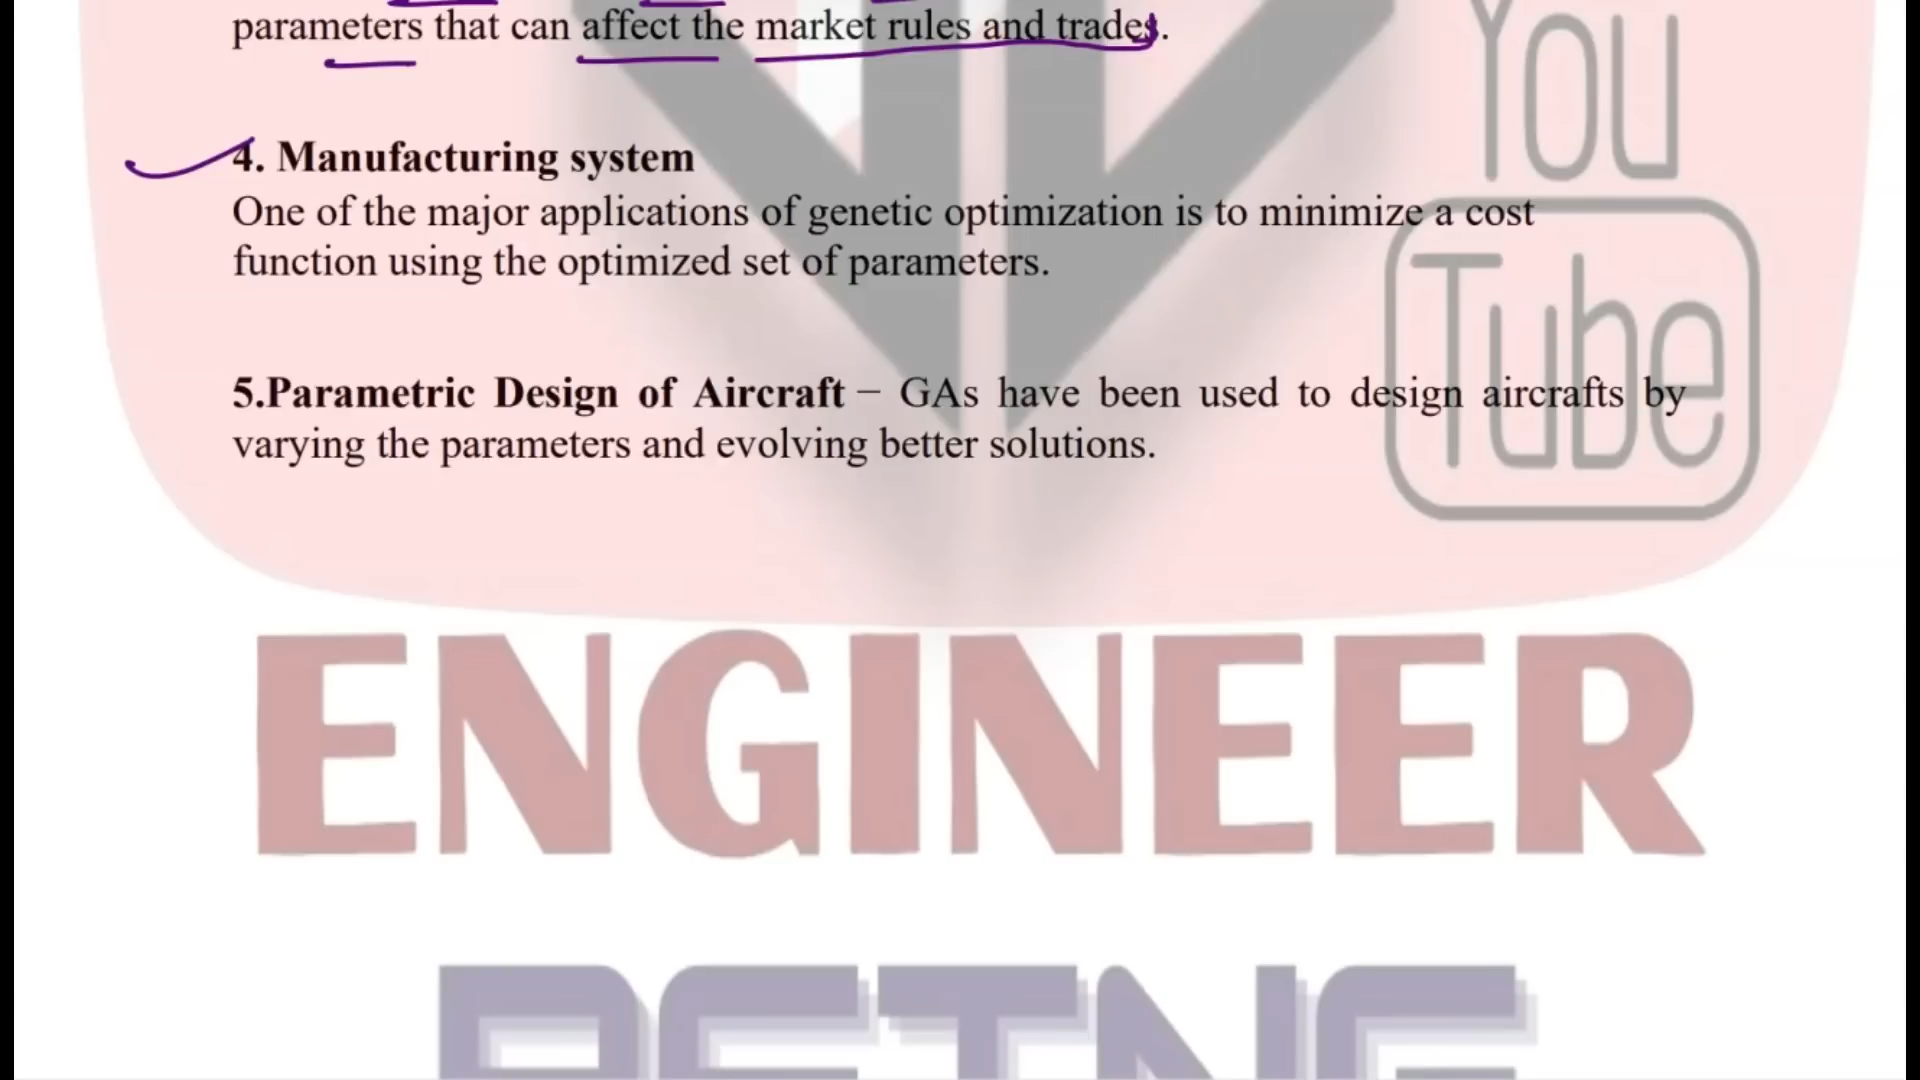 parameters that can affect the market rules and trades.
4. Manufacturing system
One of the major applications of genetic optimization is to minimize a cost
function using the optimized set of parameters.
5.Parametric Design of Aircraft – GAs have been used to design aircrafts by
varying the parameters and evolving better solutions.
You
Tube
ENGINEER